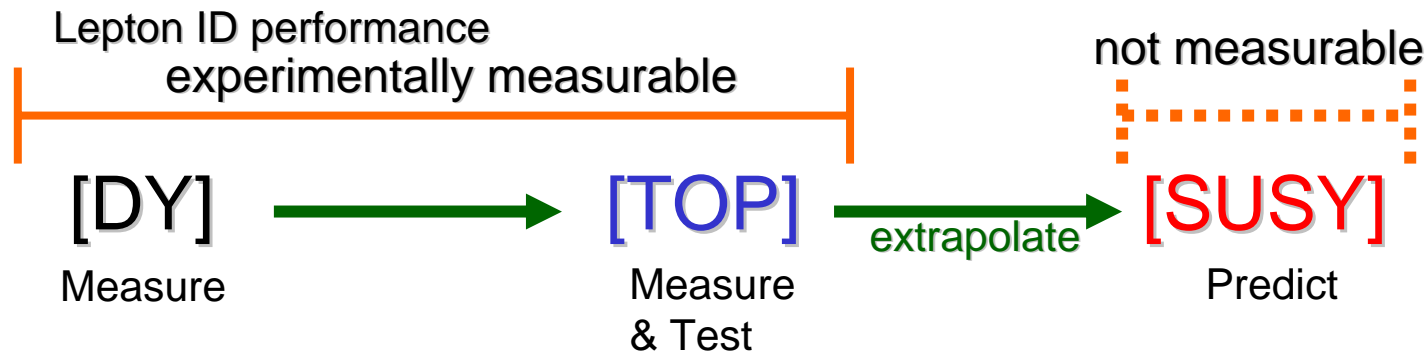 Lepton ID performance
experimentally measurable
not measurable
[DY]
[TOP]
extrapolate
[SUSY]
Measure
Measure
& Test
Predict